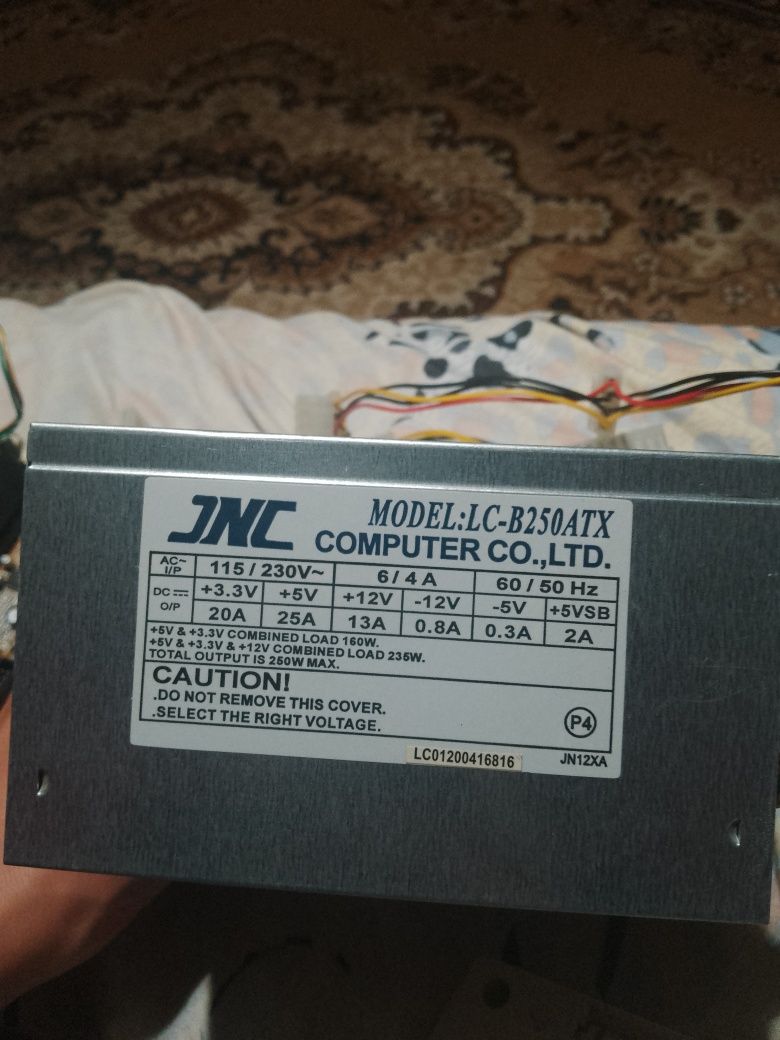 JNC MODEL:LC-B250ATX
COMPUTER CO.,LTD.
AC~ I/P 115 / 230V~ 6 / 4 A 60 / 50 Hz
DC O/P +3.3V +5V +12V -12V -5V +5VSB
20A 25A 13A 0.8A 0.3A 2A
+5V & +3.3V COMBINED LOAD 160W.
+5V & +3.3V & +12V COMBINED LOAD 235W.
TOTAL OUTPUT IS 250W MAX.
CAUTION!
.DO NOT REMOVE THIS COVER.
.SELECT THE RIGHT VOLTAGE.
P4
LC01200416816
JN12XA